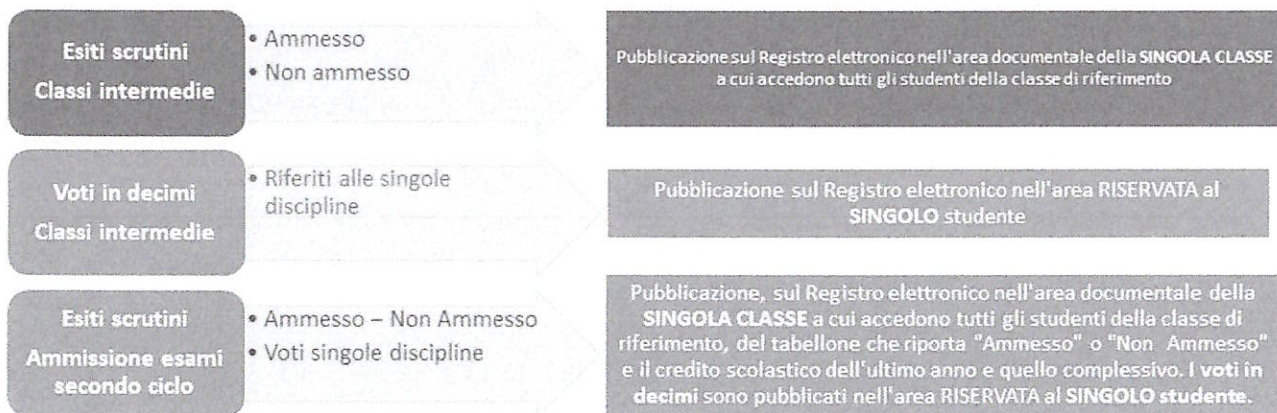 Esiti scrutini
Classi intermedie
• Ammesso
• Non ammesso
Pubblicazione sul Registro elettronico nell'area documentale della SINGOLA CLASSE
a cui accedono tutti gli studenti della classe di riferimento
Voti in decimi
Classi intermedie
• Riferiti alle singole
discipline
Pubblicazione sul Registro elettronico nell'area RISERVATA al
SINGOLO studente
Esiti scrutini
Ammissione esami
secondo ciclo
• Ammesso – Non Ammesso
• Voti singole discipline
Pubblicazione, sul Registro elettronico nell'area documentale della
SINGOLA CLASSE a cui accedono tutti gli studenti della classe di
riferimento, del tabellone che riporta "Ammesso" o "Non Ammesso"
e il credito scolastico dell'ultimo anno e quello complessivo. I voti in
decimi sono pubblicati nell'area RISERVATA al SINGOLO studente.